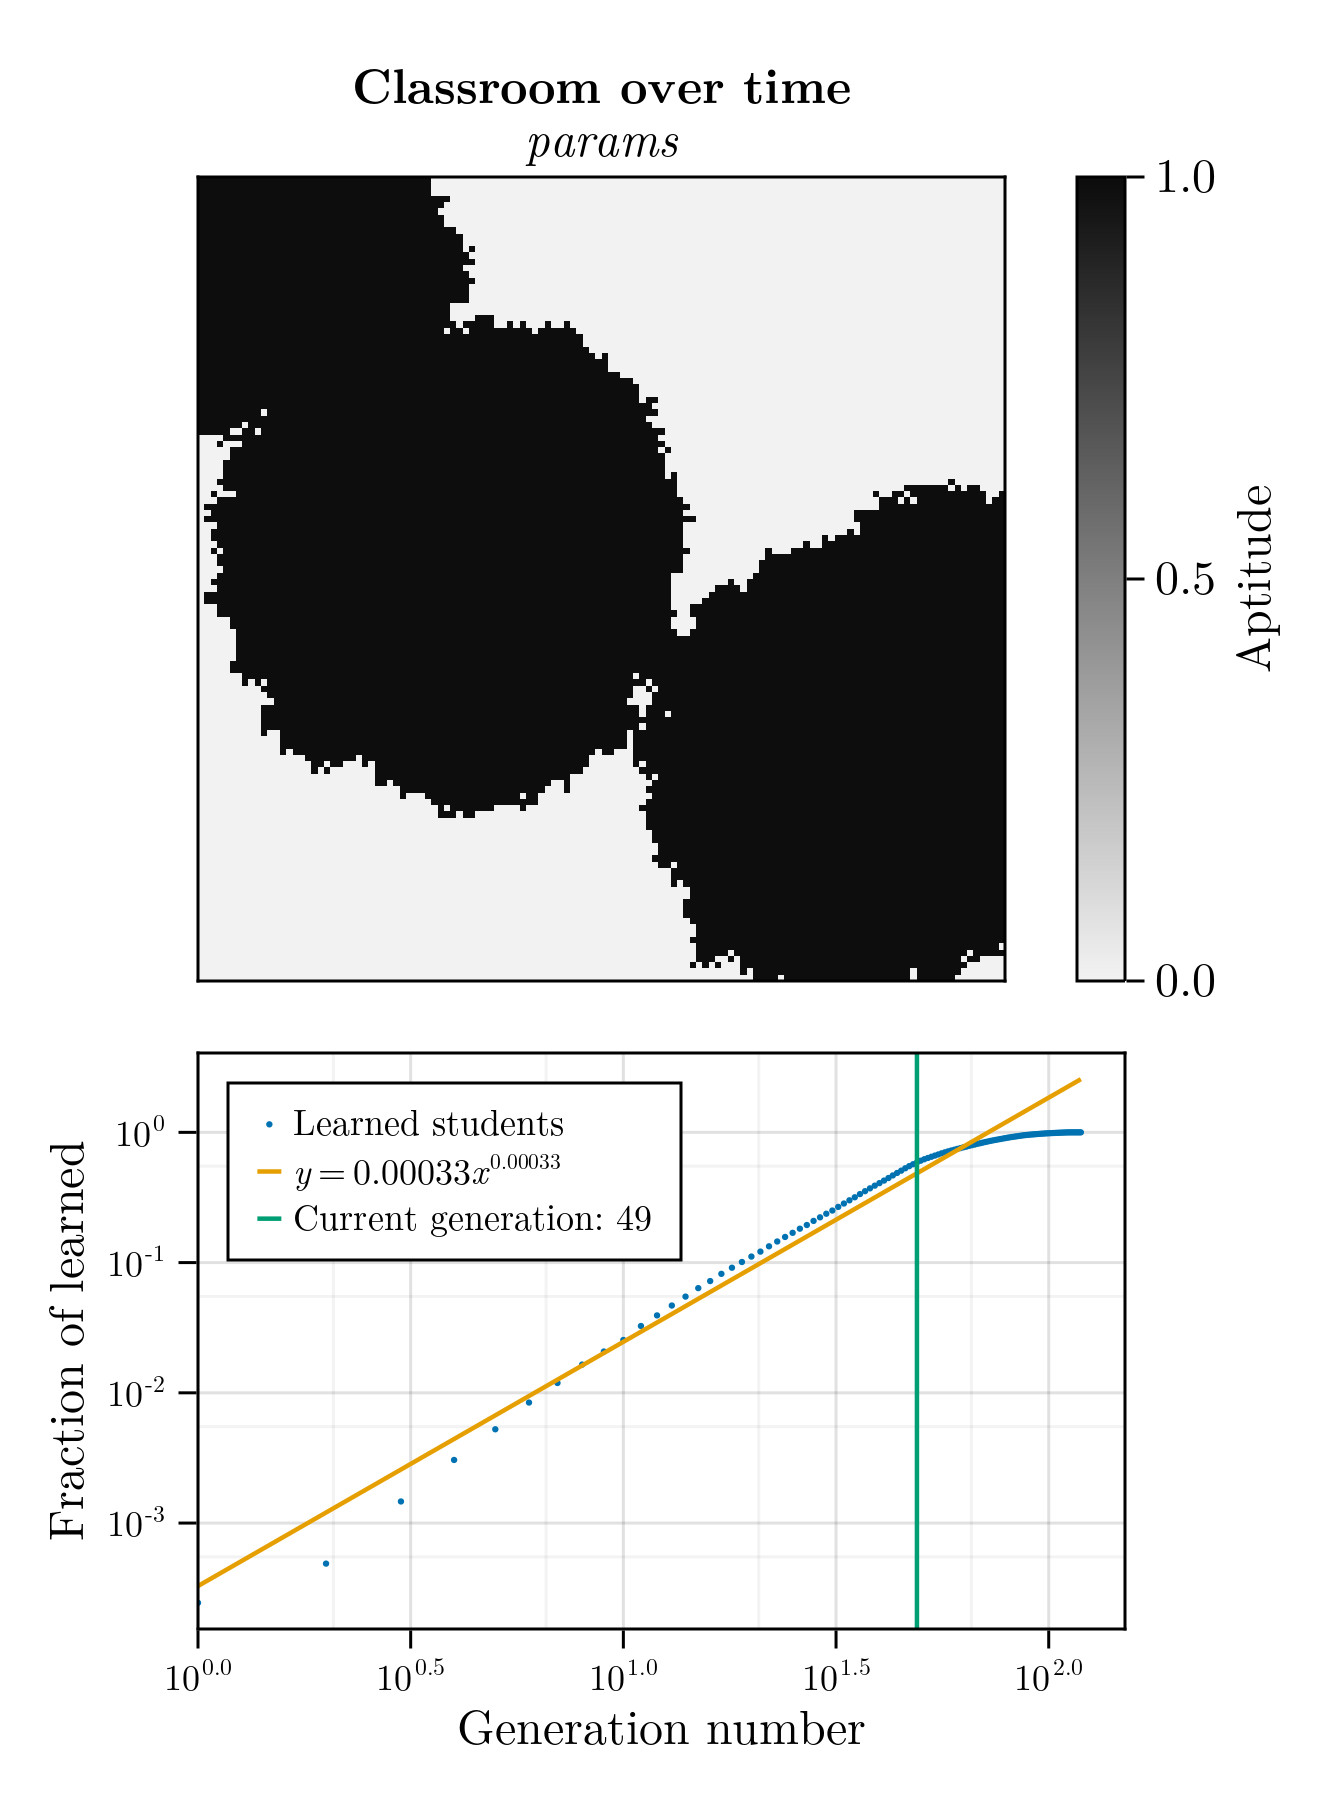 Classroom over time
params
1.0
0.5
0.0
Aptitude
Learned students
y = 0.00033x^0.00033
Current generation: 49
10^0
10^-1
10^-2
10^-3
Fraction of learned
10^0.0 10^0.5 10^1.0 10^1.5 10^2.0
Generation number